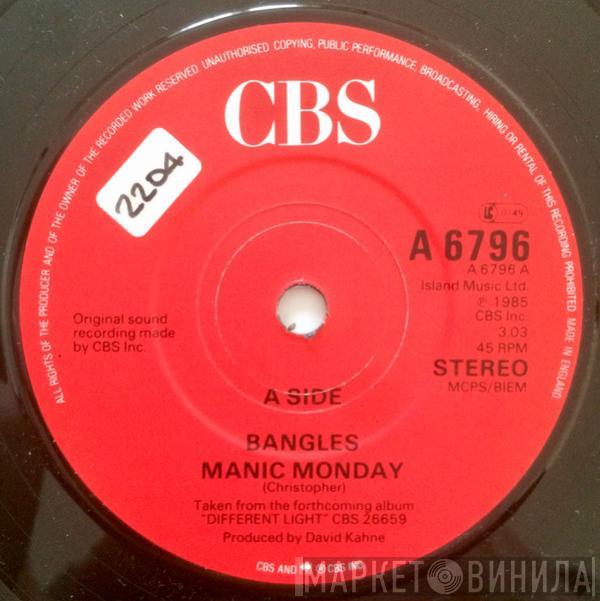 ALL RIGHTS OF THE PRODUCER AND OF THE OWNER OF THE RECORDED WORK RESERVED UNAUTHORISED COPYING, PUBLIC PERFORMANCE, BROADCASTING, HIRING OR RENTAL OF THIS RECORDING PROHIBITED. MADE IN ENGLAND
CBS
2204
A 6796
A 6796 A
Island Music Ltd.
℗ 1985
CBS Inc.
3.03
45 RPM
STEREO
MCPS/BIEM
Original sound
recording made
by CBS Inc.
A SIDE
BANGLES
MANIC MONDAY
(Christopher)
Taken from the forthcoming album
"DIFFERENT LIGHT" CBS 26659
Produced by David Kahne
CBS AND
CBS INC
МАРКЕТ ВИНИЛА